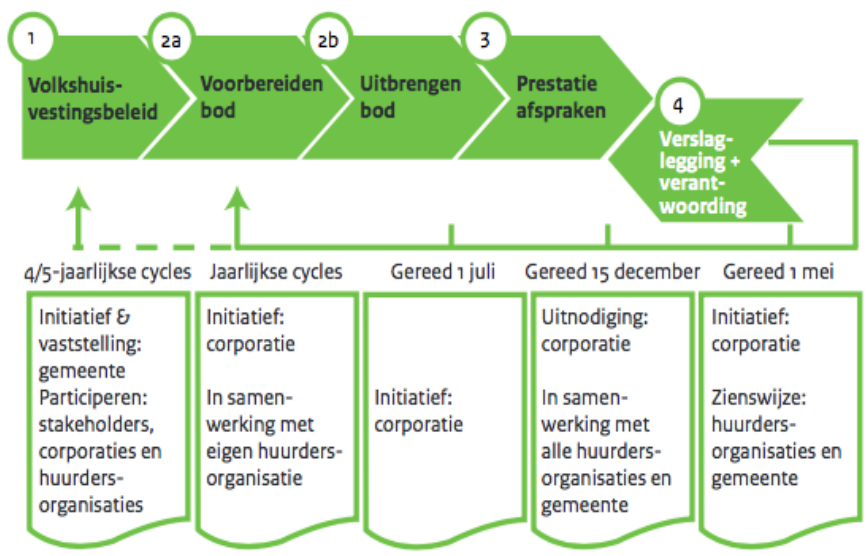 1
Volkshuis-
vestingsbeleid
2a
Voorbereiden
bod
2b
Uitbrengen
bod
3
Prestatie
afspraken
4
Verslag-
legging +
verant-
woording
4/5-jaarlijkse cycles
Jaarlijkse cycles
Gereed 1 juli
Gereed 15 december
Gereed 1 mei
Initiatief &
vaststelling:
gemeente
Participeren:
stakeholders,
corporaties en
huurders-
organisaties
Initiatief:
corporatie
In samen-
werking met
eigen huurders-
organisatie
Initiatief:
corporatie
Uitnodiging:
corporatie
In samen-
werking met
alle huurders-
organisaties en
gemeente
Initiatief:
corporatie
Zienswijze:
huurders-
organisaties en
gemeente